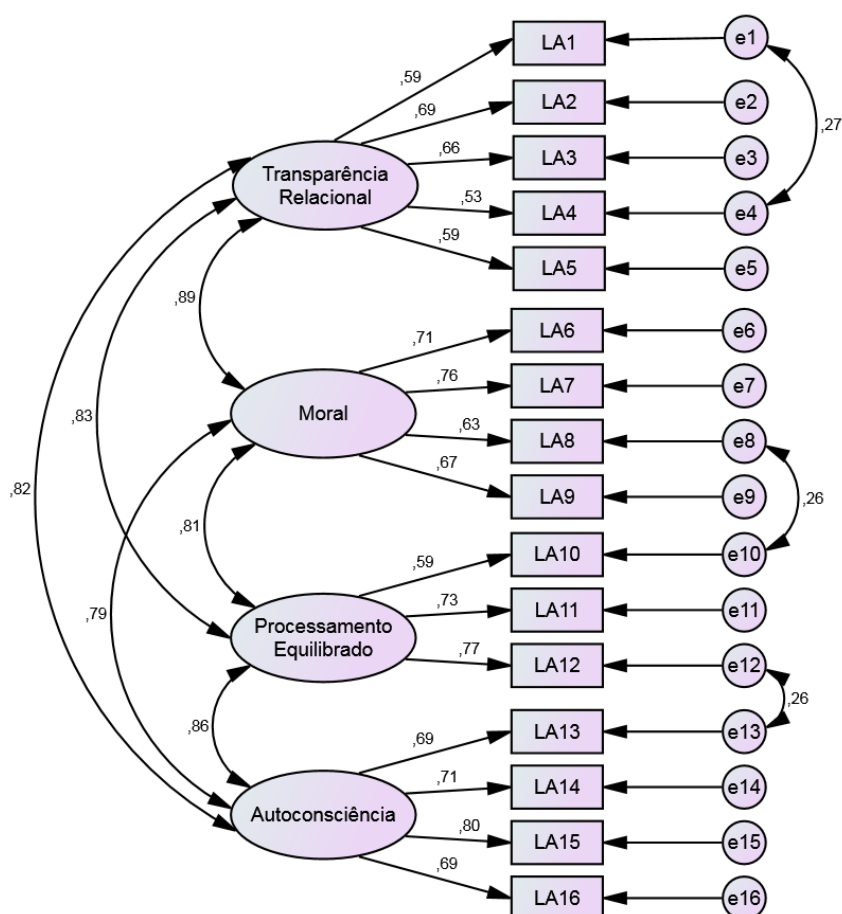 LA1
e1
,59
LA2
e2
,69
,27
LA3
e3
,66
Transparência
Relacional
LA4
e4
,53
LA5
e5
,59
,89
LA6
e6
,71
LA7
e7
,76
Moral
,83
LA8
e8
,63
LA9
e9
,67
,82
,26
,81
LA10
e10
,59
,79
LA11
e11
,73
Processamento
Equilibrado
LA12
e12
,77
,26
,86
LA13
e13
,69
LA14
e14
,71
Autoconsciência
LA15
e15
,80
LA16
e16
,69